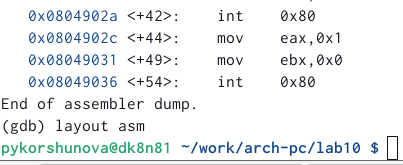 0x0804902a <+42>: int 0x80
0x0804902c <+44>: mov eax,0x1
0x08049031 <+49>: mov ebx,0x0
0x08049036 <+54>: int 0x80
End of assembler dump.
(gdb) layout asm
pykorshunova@dk8n81 ~/work/arch-pc/lab10 $